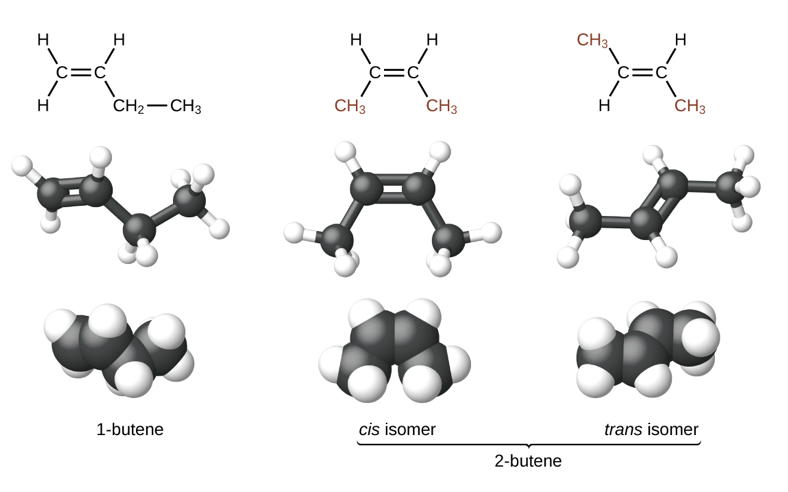 H H
C=C
H CH₂—CH₃
H H
C=C
CH₃ CH₃
CH₃ H
C=C
H CH₃
1-butene
cis isomer
trans isomer
2-butene